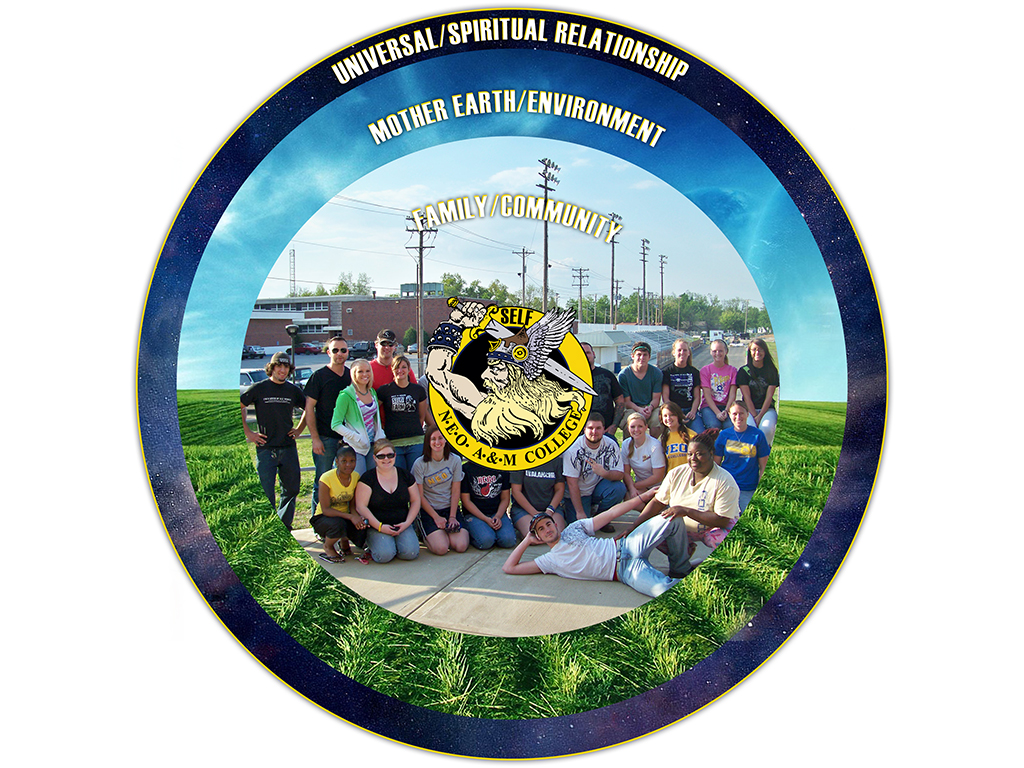 UNIVERSAL/SPIRITUAL RELATIONSHIP
MOTHER EARTH/ENVIRONMENT
FAMILY/COMMUNITY
SELF
N•E•O• A•&•M COLLEGE